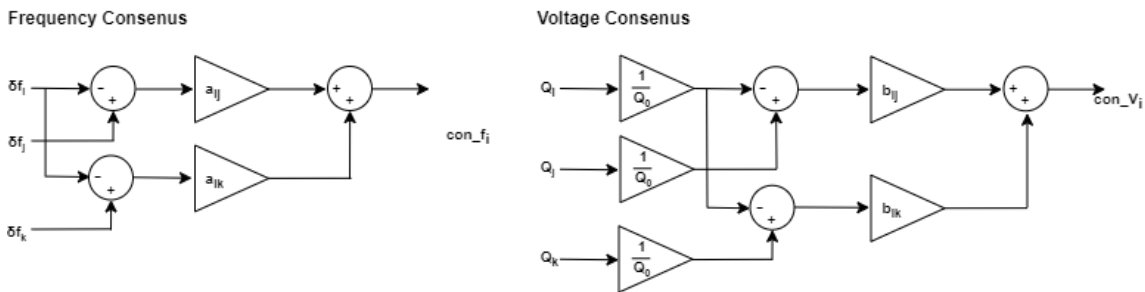 Frequency Consenus
δf_i
-
+
a_ij
+
+
δf_j
con_f_i
-
+
a_ik
δf_k
Voltage Consenus
Q_i
1
Q_0
-
+
b_ij
+
+
con_V_i
Q_j
1
Q_0
-
+
b_ik
Q_k
1
Q_0